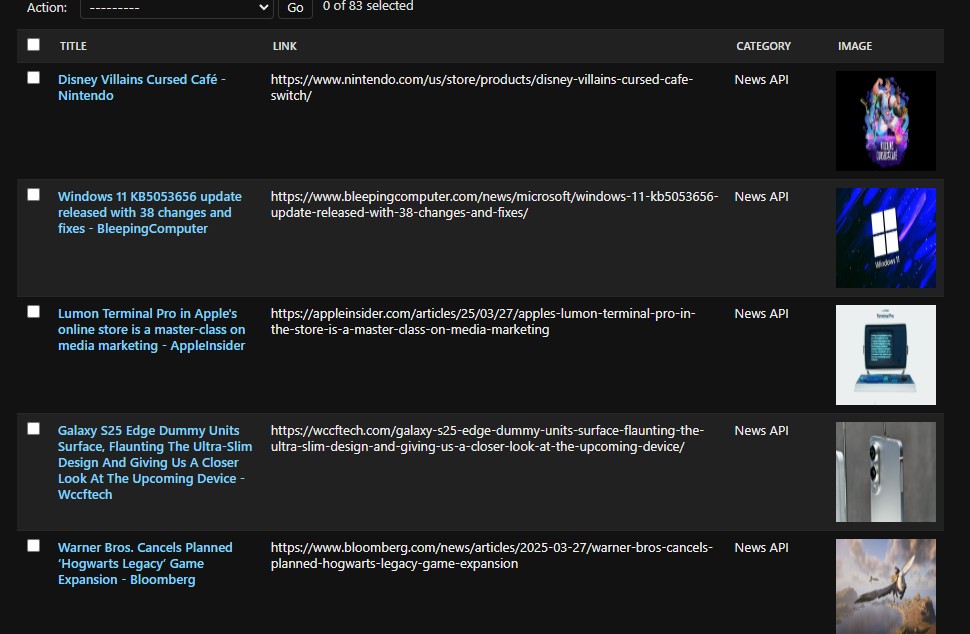 Action: --------- Go 0 of 83 selected
TITLE LINK CATEGORY IMAGE
Disney Villains Cursed Café -
Nintendo
https://www.nintendo.com/us/store/products/disney-villains-cursed-cafe-
switch/
News API
Windows 11 KB5053656 update
released with 38 changes and
fixes - BleepingComputer
https://www.bleepingcomputer.com/news/microsoft/windows-11-kb5053656-
update-released-with-38-changes-and-fixes/
News API
Windows 11
Lumon Terminal Pro in Apple's
online store is a master-class on
media marketing - AppleInsider
https://appleinsider.com/articles/25/03/27/apples-lumon-terminal-pro-in-
the-store-is-a-master-class-on-media-marketing
News API
Terminal Pro
Galaxy S25 Edge Dummy Units
Surface, Flaunting The Ultra-Slim
Design And Giving Us A Closer
Look At The Upcoming Device -
Wccftech
https://wccftech.com/galaxy-s25-edge-dummy-units-surface-flaunting-the-
ultra-slim-design-and-giving-us-a-closer-look-at-the-upcoming-device/
News API
Warner Bros. Cancels Planned
‘Hogwarts Legacy’ Game
Expansion - Bloomberg
https://www.bloomberg.com/news/articles/2025-03-27/warner-bros-cancels-
planned-hogwarts-legacy-game-expansion
News API